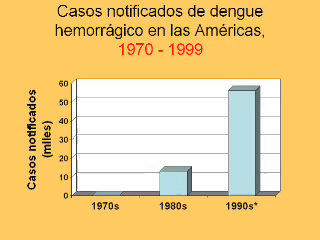 Casos notificados de dengue
hemorrágico en las Américas,
1970 - 1999
Casos notificados
(miles)
60
50
40
30
20
10
0
1970s
1980s
1990s*